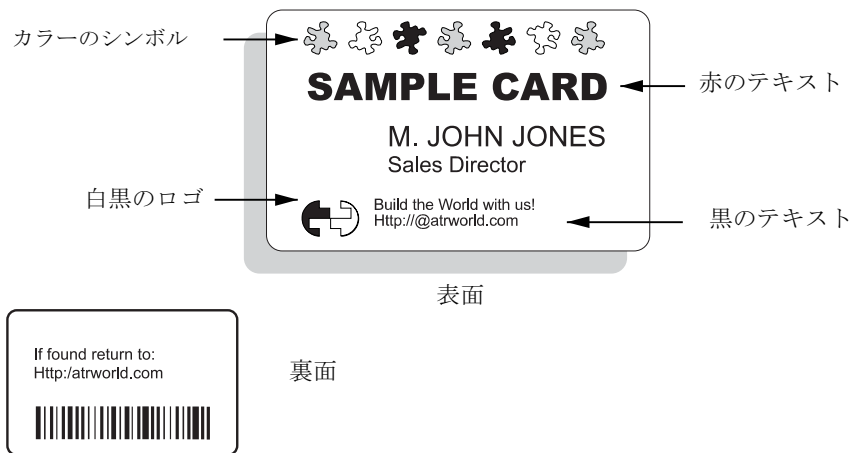 カラーのシンボル
SAMPLE CARD
赤のテキスト
M. JOHN JONES
Sales Director
白黒のロゴ
Build the World with us!
Http://@atrworld.com
黒のテキスト
表面
If found return to:
Http:/atrworld.com
裏面